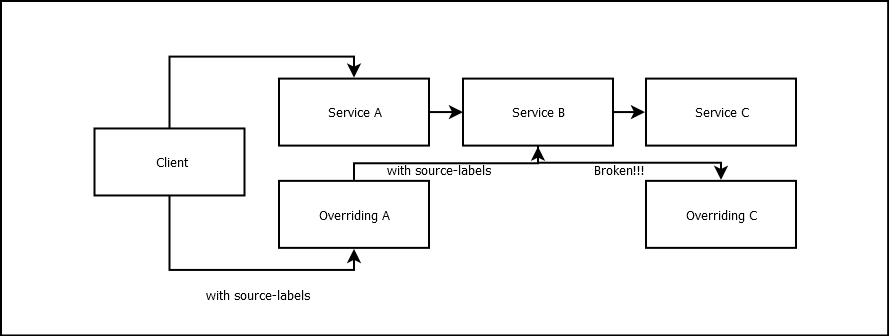 Service A
Service B
Service C
Client
with source-labels
Broken!!!
Overriding A
Overriding C
with source-labels